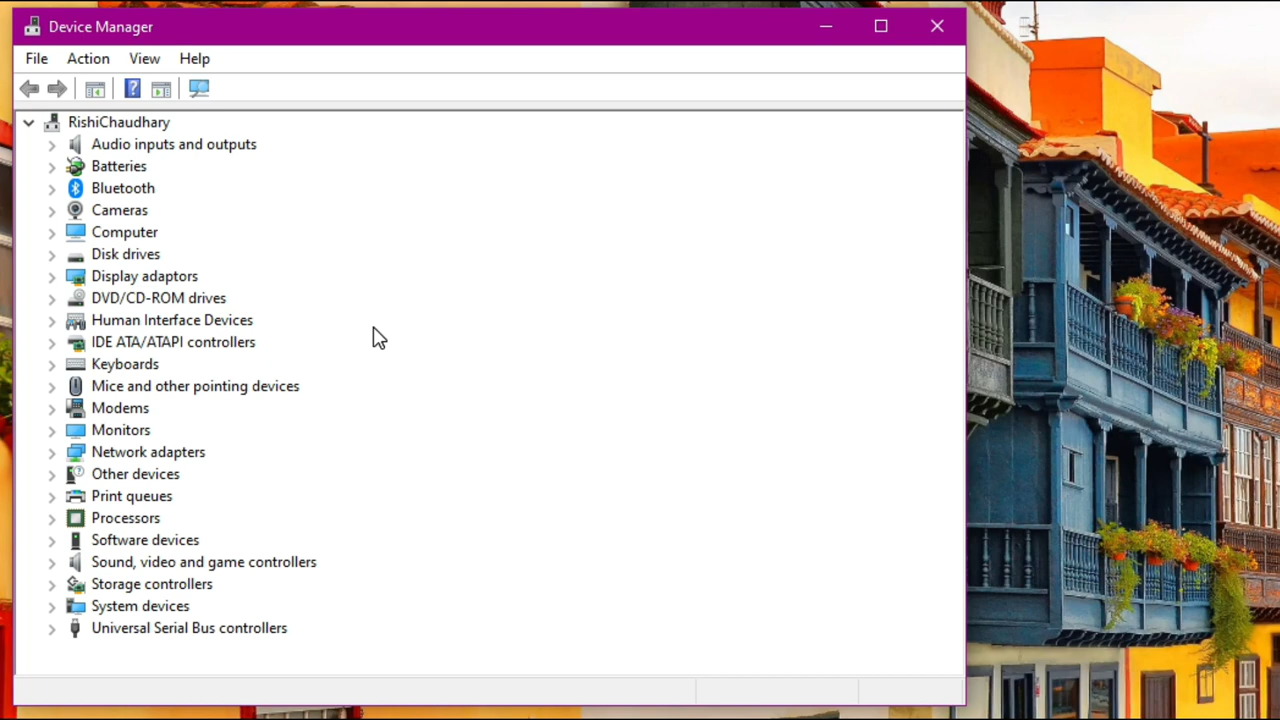 Device Manager
File Action View Help
RishiChaudhary
Audio inputs and outputs
Batteries
Bluetooth
Cameras
Computer
Disk drives
Display adaptors
DVD/CD-ROM drives
Human Interface Devices
IDE ATA/ATAPI controllers
Keyboards
Mice and other pointing devices
Modems
Monitors
Network adapters
Other devices
Print queues
Processors
Software devices
Sound, video and game controllers
Storage controllers
System devices
Universal Serial Bus controllers